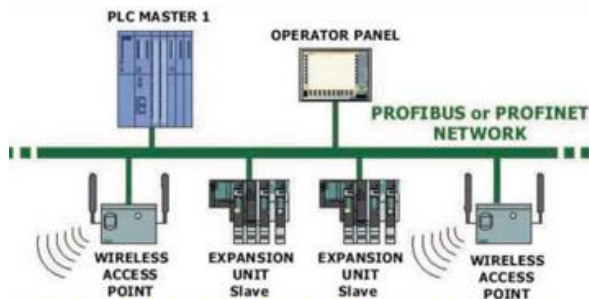 PLC MASTER 1
OPERATOR PANEL
PROFIBUS or PROFINET
NETWORK
WIRELESS
ACCESS
POINT
EXPANSION
UNIT
Slave
EXPANSION
UNIT
Slave
WIRELESS
ACCESS
POINT